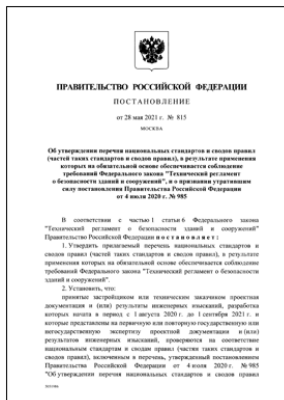 ПРАВИТЕЛЬСТВО РОССИЙСКОЙ ФЕДЕРАЦИИ
ПОСТАНОВЛЕНИЕ
от 28 мая 2021 г. № 815
МОСКВА
Об утверждении перечня национальных стандартов и сводов правил
(частей таких стандартов и сводов правил), в результате применения
которых на обязательной основе обеспечивается соблюдение
требований Федерального закона "Технический регламент
о безопасности зданий и сооружений", и о признании утратившим
силу постановления Правительства Российской Федерации
от 4 июля 2020 г. № 985
В соответствии с частью 1 статьи 6 Федерального закона
"Технический регламент о безопасности зданий и сооружений"
Правительство Российской Федерации постановляет:
1. Утвердить прилагаемый перечень национальных стандартов и
сводов правил (частей таких стандартов и сводов правил), в результате
применения которых на обязательной основе обеспечивается соблюдение
требований Федерального закона "Технический регламент о безопасности
зданий и сооружений".
2. Установить, что:
принятые застройщиком или техническим заказчиком проектная
документация и (или) результаты инженерных изысканий, разработка
которых начата в период с 1 августа 2020 г. до 1 сентября 2021 г. и
которые представлены на первичную или повторную государственную или
негосударственную экспертизу проектной документации и (или)
результатов инженерных изысканий, проверяются на соответствие
национальным стандартам и сводам правил (частям таких стандартов и
сводов правил), включенным в перечень, утвержденный постановлением
Правительства Российской Федерации от 4 июля 2020 г. № 985
"Об утверждении перечня национальных стандартов и сводов правил